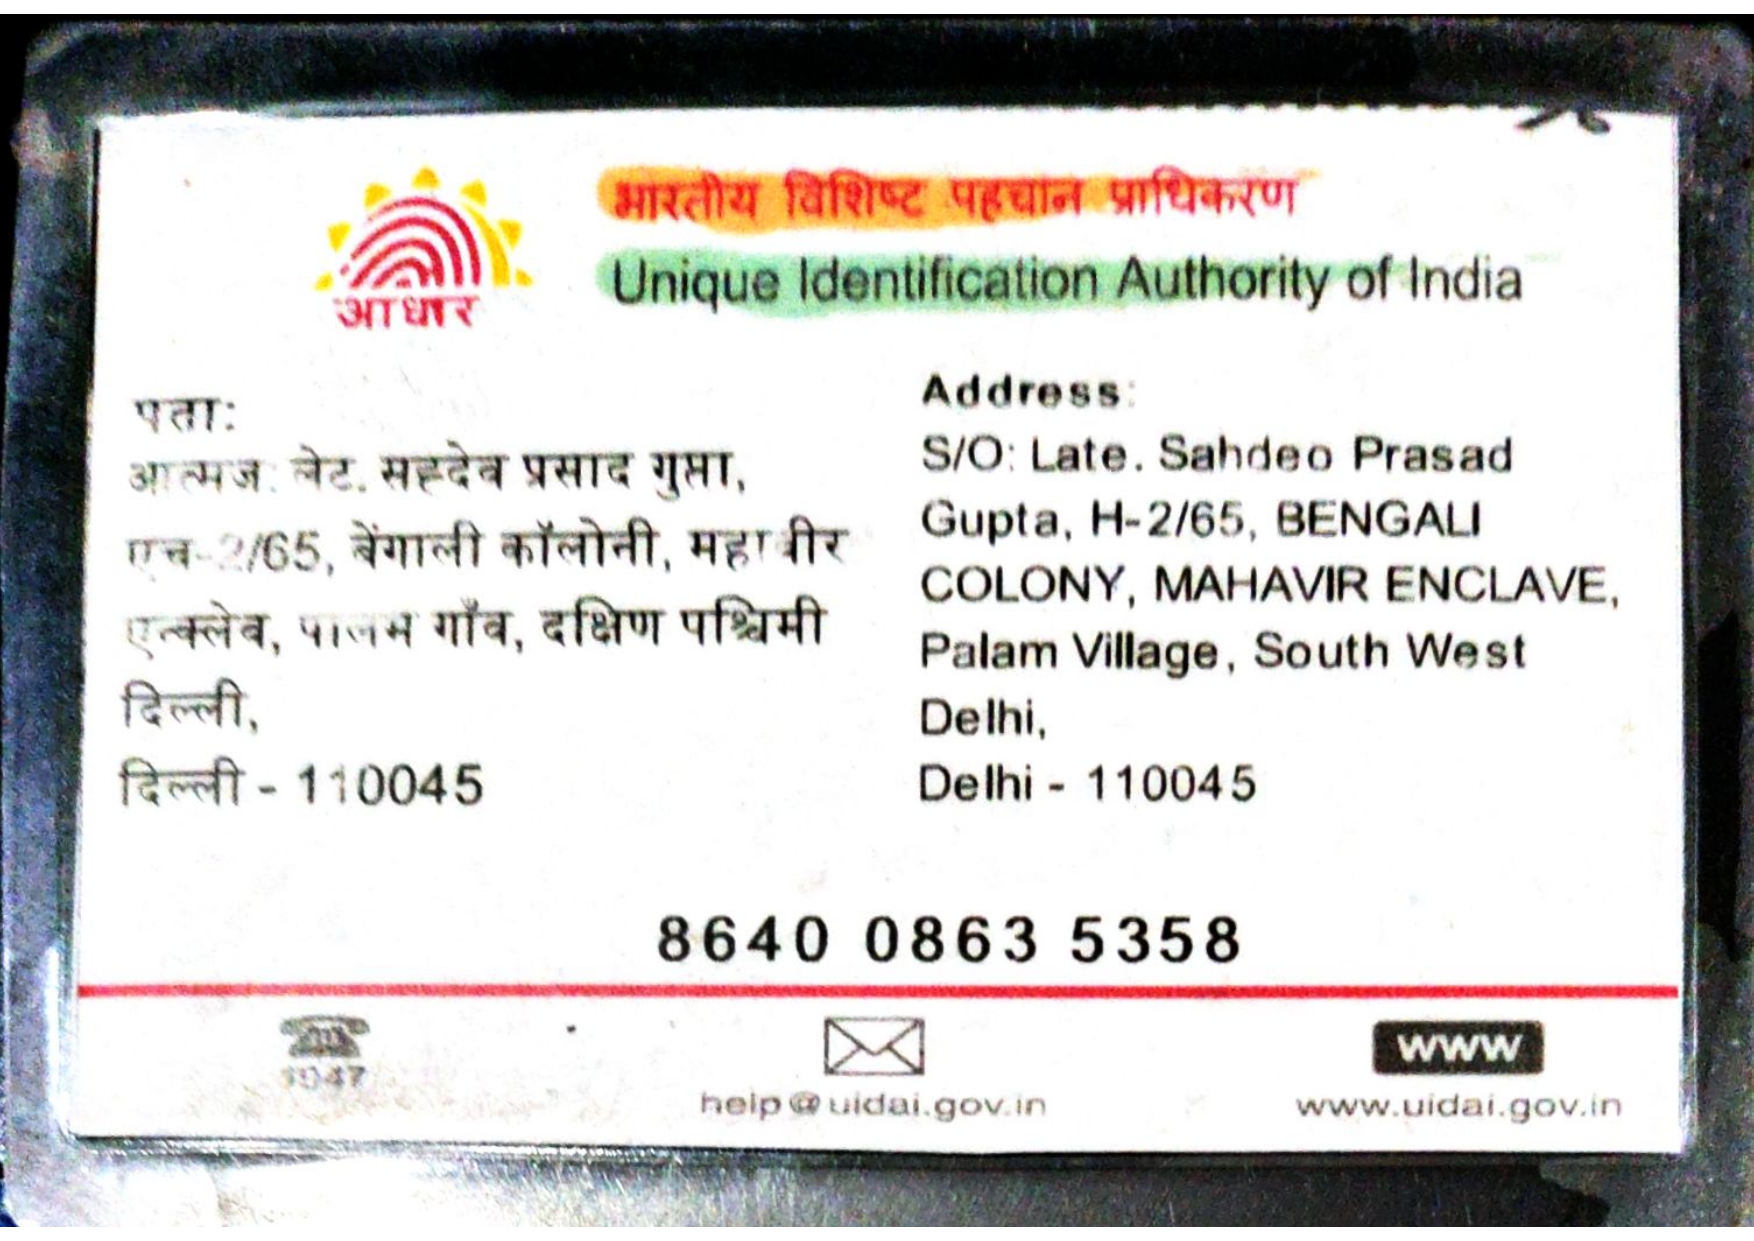 भारतीय विशिष्ट पहचान प्राधिकरण
Unique Identification Authority of India
आधार
पता:
आत्मज: लेट. सहदेव प्रसाद गुप्ता,
एच-2/65, बेंगाली कॉलोनी, महावीर
एन्क्लेव, पालम गाँव, दक्षिण पश्चिमी
दिल्ली,
दिल्ली - 110045
Address:
S/O: Late. Sahdeo Prasad
Gupta, H-2/65, BENGALI
COLONY, MAHAVIR ENCLAVE,
Palam Village, South West
Delhi,
Delhi - 110045
8640 0863 5358
1947
help@uidai.gov.in
www
www.uidai.gov.in